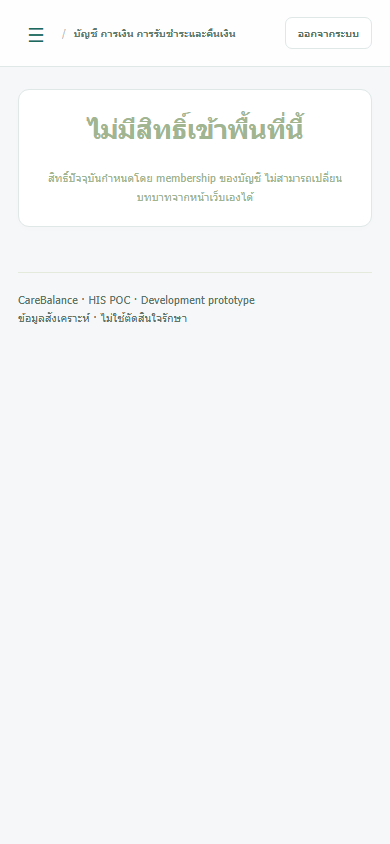 ☰ / บัญชี การเงิน การรับชำระและคืนเงิน ออกจากระบบ
ไม่มีสิทธิ์เข้าพื้นที่นี้
สิทธิ์ปัจจุบันกำหนดโดย membership ของบัญชี ไม่สามารถเปลี่ยน
บทบาทจากหน้าเว็บเองได้
CareBalance · HIS POC · Development prototype
ข้อมูลสังเคราะห์ · ไม่ใช้ตัดสินใจรักษา